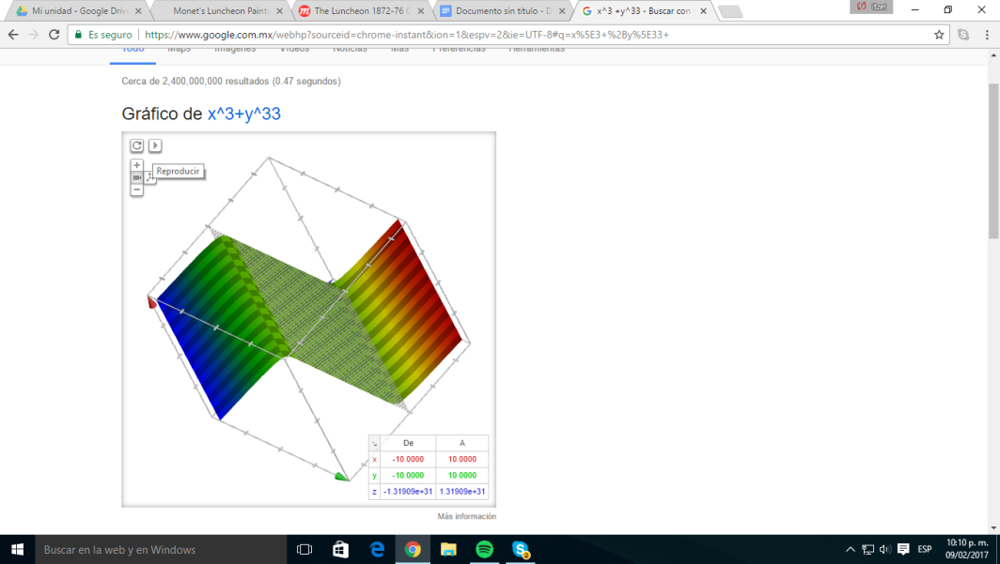 Mi unidad - Google Drive
Monet's Luncheon Paint
The Luncheon 1872-76 C
Documento sin título - D
x^3 +y^33 - Buscar con
Itzel
Es seguro
https://www.google.com.mx/webhp?sourceid=chrome-instant&ion=1&espv=2&ie=UTF-8#q=x%5E3+%2By%5E33+
Todo Maps Imágenes Vídeos Noticias Más Preferencias Herramientas
Cerca de 2,400,000,000 resultados (0.47 segundos)
Gráfico de x^3+y^33
Reproducir
De A
x -10.0000 10.0000
y -10.0000 10.0000
z -1.31909e+31 1.31909e+31
Más información
Buscar en la web y en Windows
2
ESP
10:10 p. m.
09/02/2017